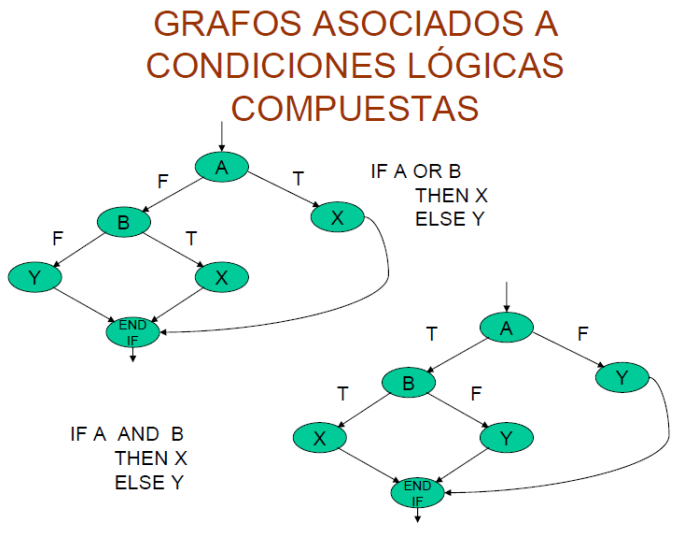 GRAFOS ASOCIADOS A
CONDICIONES LÓGICAS
COMPUESTAS
A
F
T
IF A OR B
THEN X
ELSE Y
B
X
F
T
Y
X
END
IF
A
T
F
B
Y
T
F
X
Y
END
IF
IF A AND B
THEN X
ELSE Y